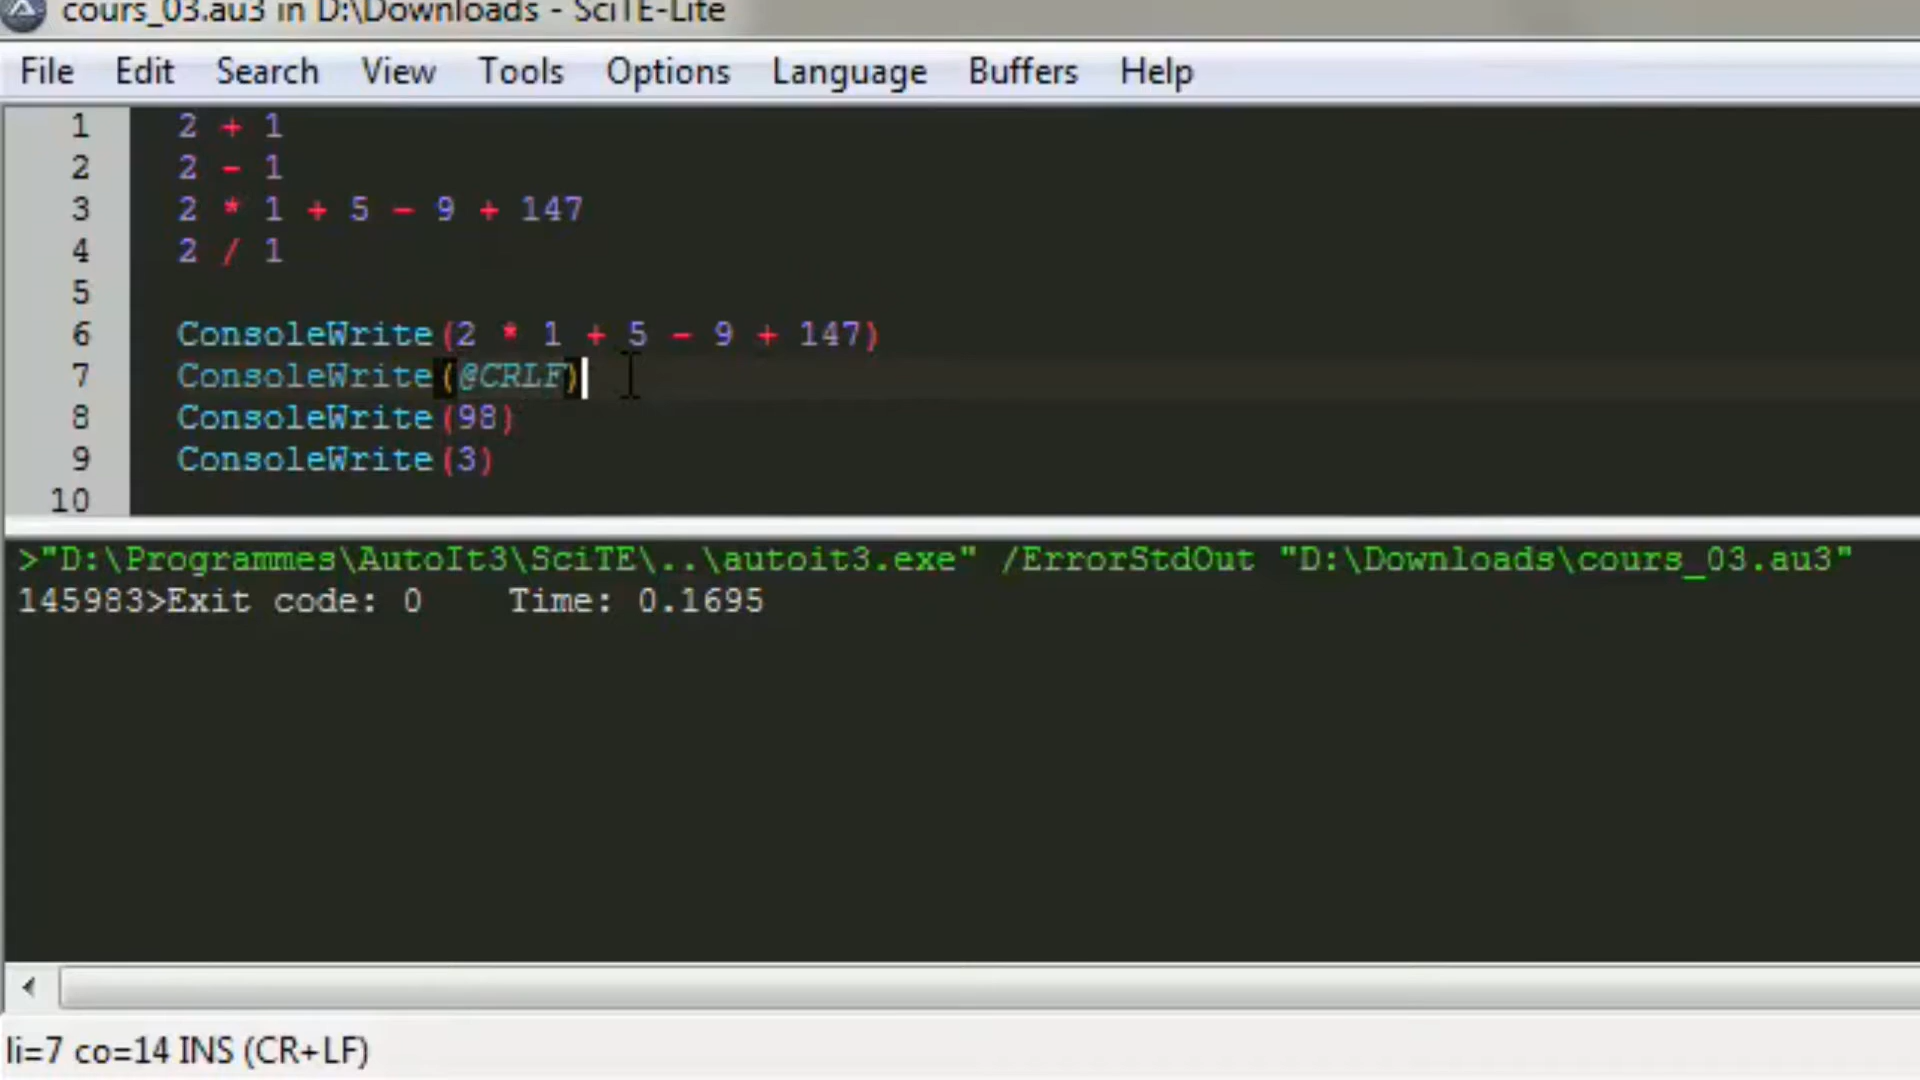 cours_03.au3 in D:\Downloads - SciTE-Lite
File Edit Search View Tools Options Language Buffers Help
1 2 + 1
2 2 - 1
3 2 * 1 + 5 - 9 + 147
4 2 / 1
5
6 ConsoleWrite(2 * 1 + 5 - 9 + 147)
7 ConsoleWrite(@CRLF)
8 ConsoleWrite(98)
9 ConsoleWrite(3)
10
>"D:\Programmes\AutoIt3\SciTE\..\autoit3.exe" /ErrorStdOut "D:\Downloads\cours_03.au3"
145983>Exit code: 0 Time: 0.1695
li=7 co=14 INS (CR+LF)